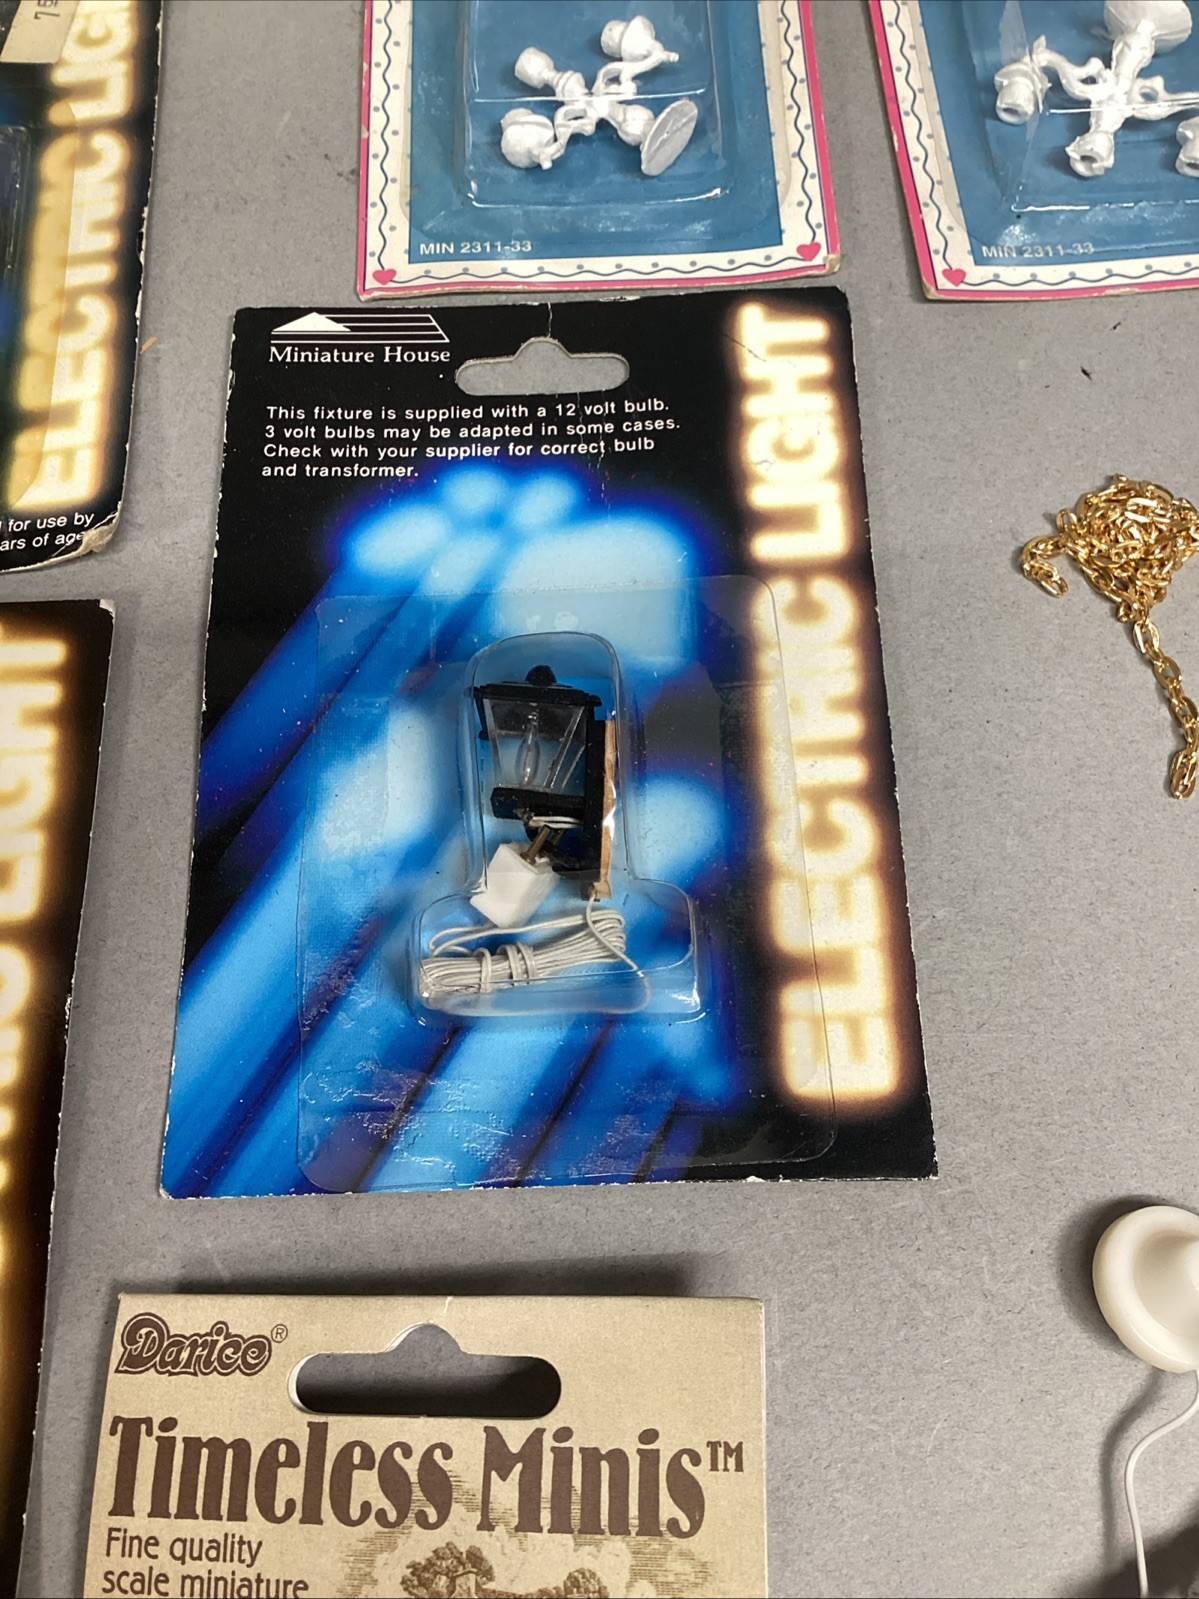 ELECTRIC LIGHT
for use by
ars of age
MIN 2311-33
MIN 2311-33
Miniature House
This fixture is supplied with a 12 volt bulb.
3 volt bulbs may be adapted in some cases.
Check with your supplier for correct bulb
and transformer.
ELECTRIC LIGHT
LIGHT
Darice®
Timeless Minis™
Fine quality
scale miniature